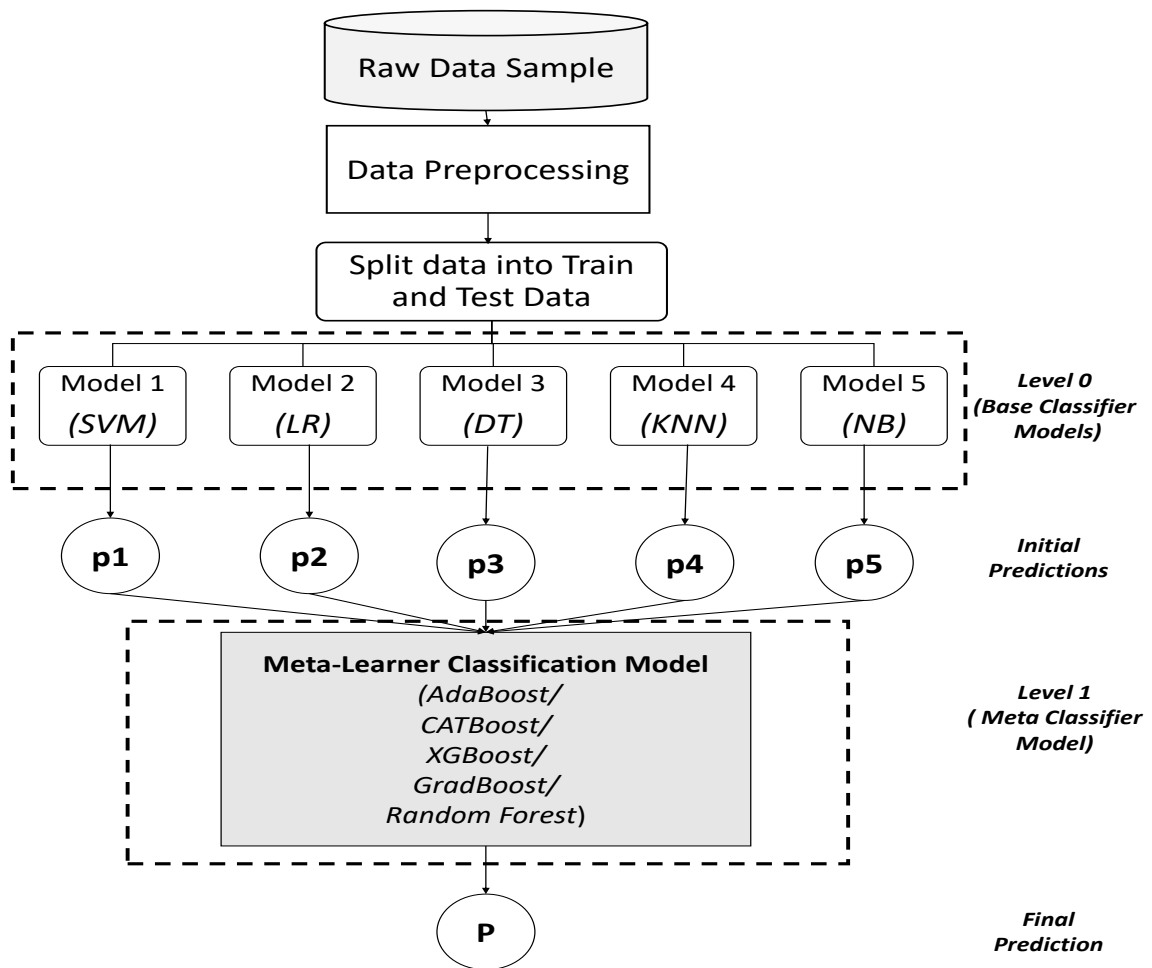 Raw Data Sample
Data Preprocessing
Split data into Train
and Test Data
Model 1
(SVM)
Model 2
(LR)
Model 3
(DT)
Model 4
(KNN)
Model 5
(NB)
Level 0
(Base Classifier
Models)
p1
p2
p3
p4
p5
Initial
Predictions
Meta-Learner Classification Model
(AdaBoost/
CATBoost/
XGBoost/
GradBoost/
Random Forest)
Level 1
( Meta Classifier
Model)
P
Final
Prediction